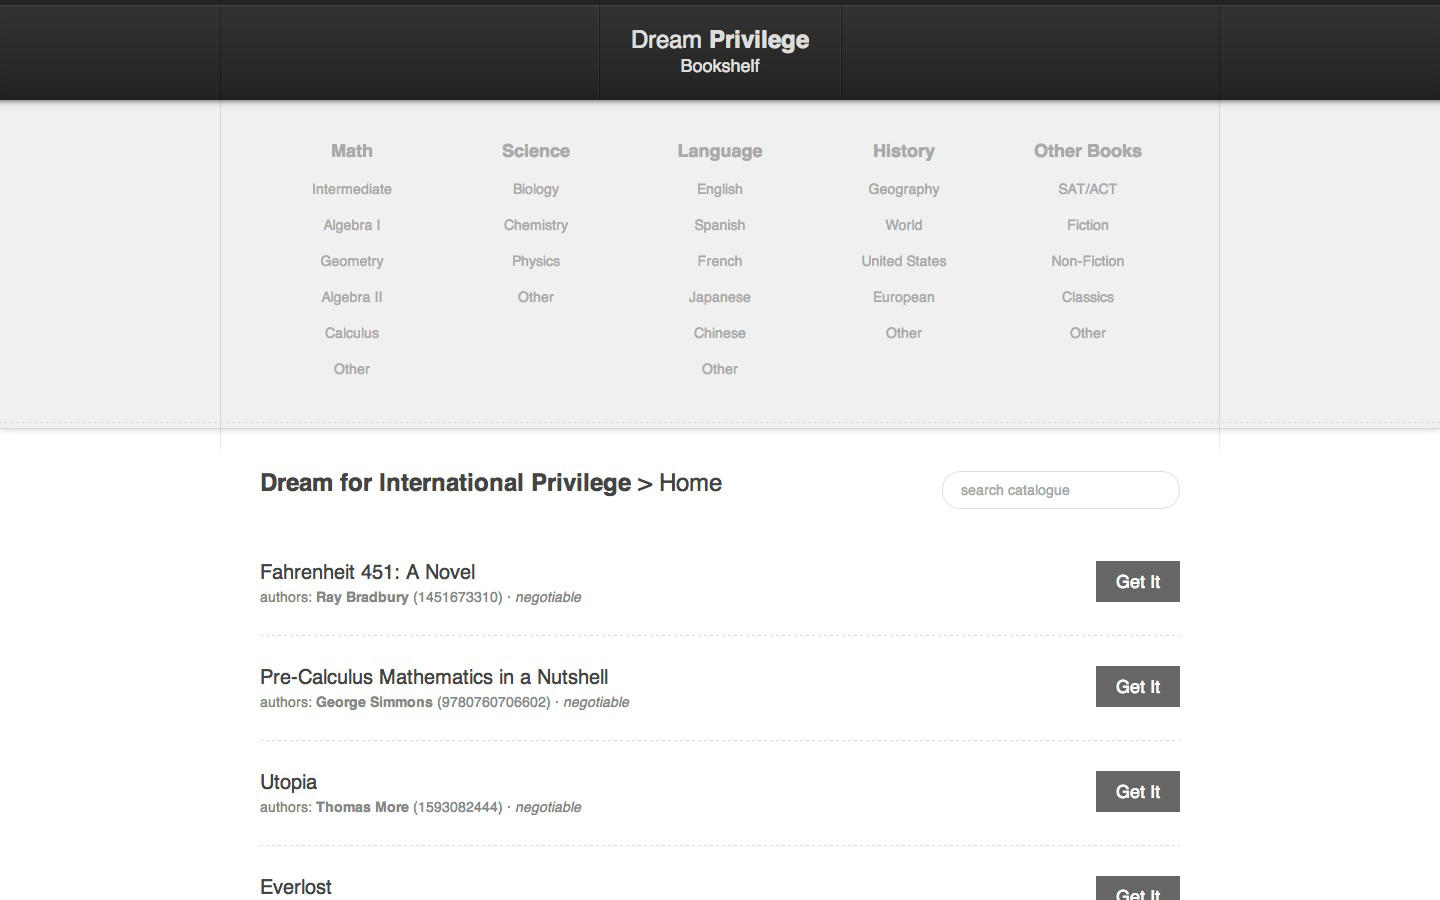 Dream Privilege
Bookshelf
Math
Intermediate
Algebra I
Geometry
Algebra II
Calculus
Other
Science
Biology
Chemistry
Physics
Other
Language
English
Spanish
French
Japanese
Chinese
Other
History
Geography
World
United States
European
Other
Other Books
SAT/ACT
Fiction
Non-Fiction
Classics
Other
Dream for International Privilege > Home
search catalogue
Fahrenheit 451: A Novel
authors: Ray Bradbury (1451673310) · negotiable
Get It
Pre-Calculus Mathematics in a Nutshell
authors: George Simmons (9780760706602) · negotiable
Get It
Utopia
authors: Thomas More (1593082444) · negotiable
Get It
Everlost
Get It